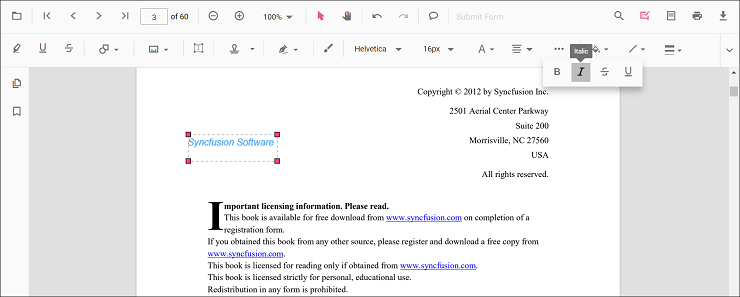 3 of 60 100% Submit Form
Helvetica 16px A
Italic
B I S U
Copyright © 2012 by Syncfusion Inc.
2501 Aerial Center Parkway
Suite 200
Syncfusion Software
Morrisville, NC 27560
USA
All rights reserved.
Important licensing information. Please read.
This book is available for free download from www.syncfusion.com on completion of a
registration form.
If you obtained this book from any other source, please register and download a free copy from
www.syncfusion.com.
This book is licensed for reading only if obtained from www.syncfusion.com.
This book is licensed strictly for personal, educational use.
Redistribution in any form is prohibited.